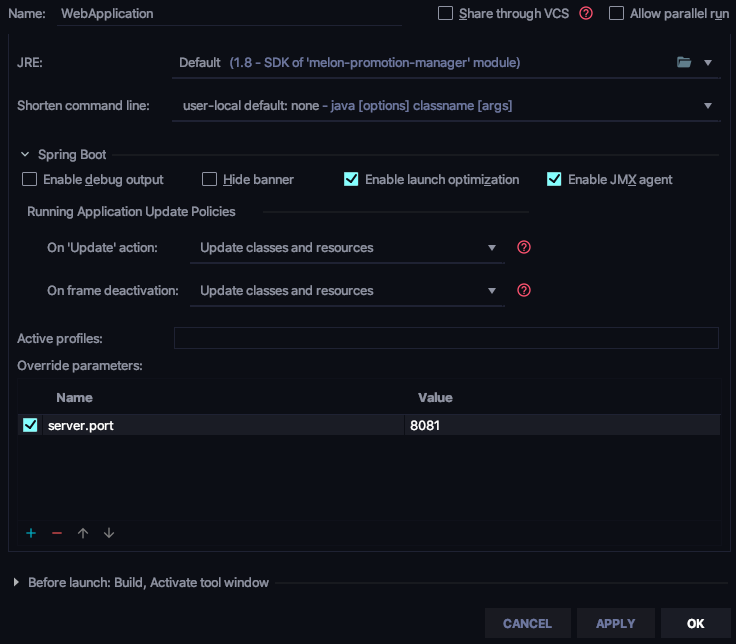 Name: WebApplication Share through VCS ? Allow parallel run
JRE: Default (1.8 - SDK of 'melon-promotion-manager' module)
Shorten command line: user-local default: none - java [options] classname [args]
Spring Boot
Enable debug output Hide banner Enable launch optimization Enable JMX agent
Running Application Update Policies
On 'Update' action: Update classes and resources ?
On frame deactivation: Update classes and resources ?
Active profiles:
Override parameters:
Name Value
server.port 8081
Before launch: Build, Activate tool window
CANCEL APPLY OK